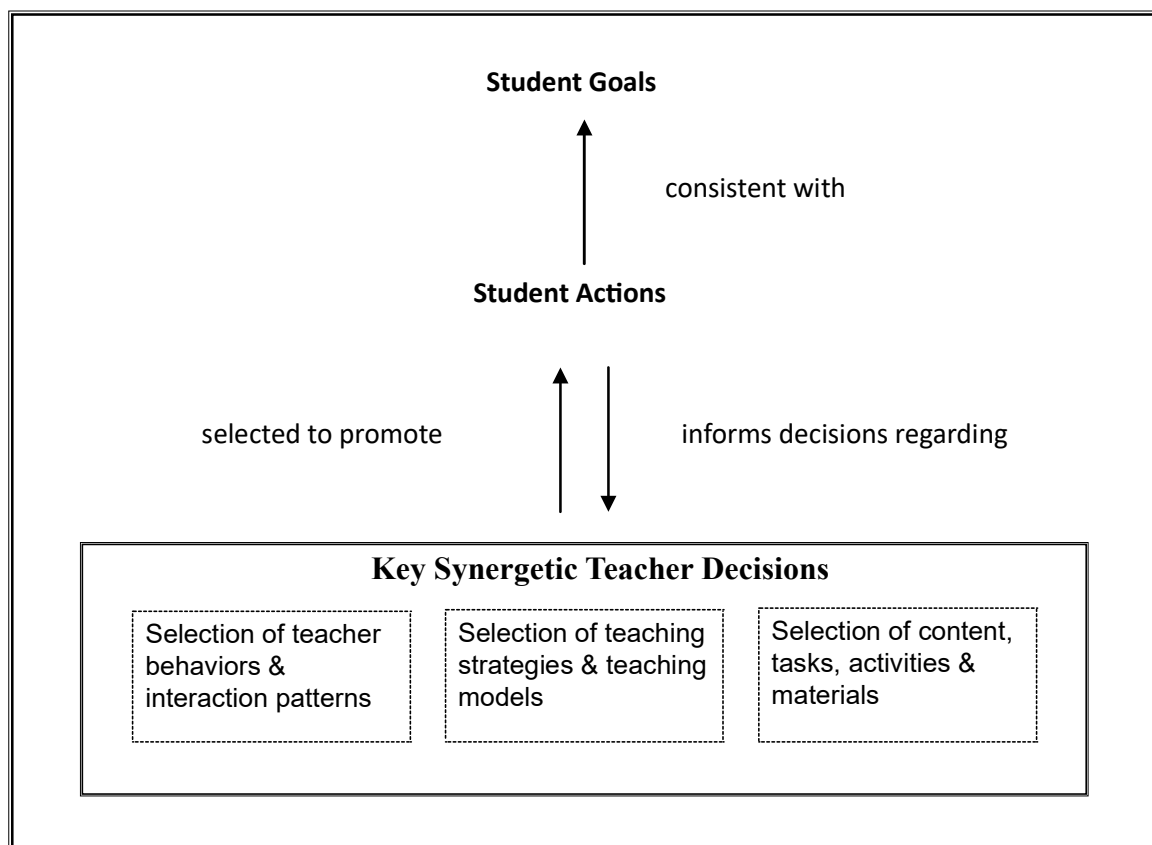 Student Goals
consistent with
Student Actions
selected to promote
informs decisions regarding
Key Synergetic Teacher Decisions
Selection of teacher
behaviors &
interaction patterns
Selection of teaching
strategies & teaching
models
Selection of content,
tasks, activities &
materials